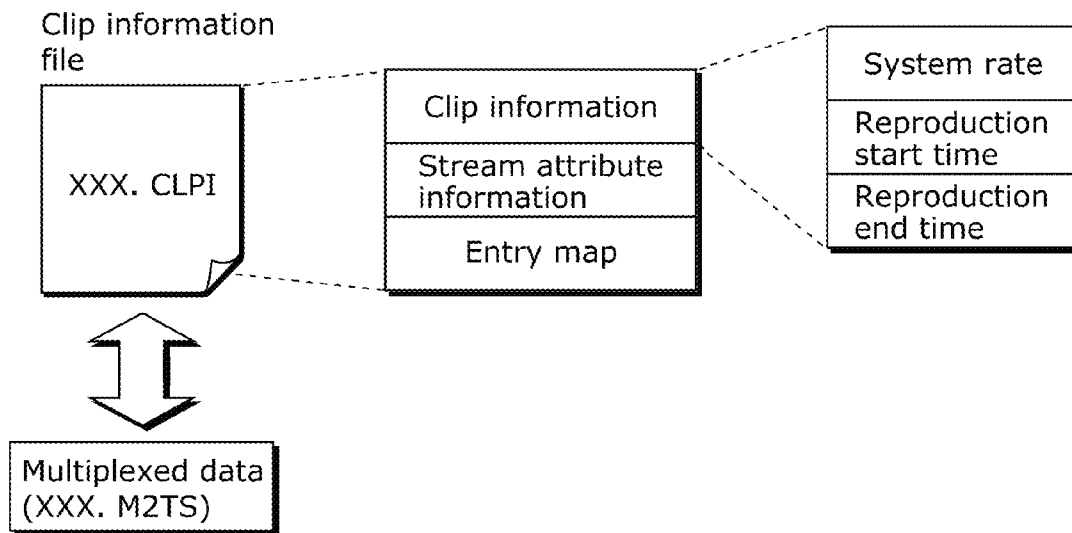 Clip information
file
XXX. CLPI
Clip information
Stream attribute
information
Entry map
System rate
Reproduction
start time
Reproduction
end time
Multiplexed data
(XXX. M2TS)